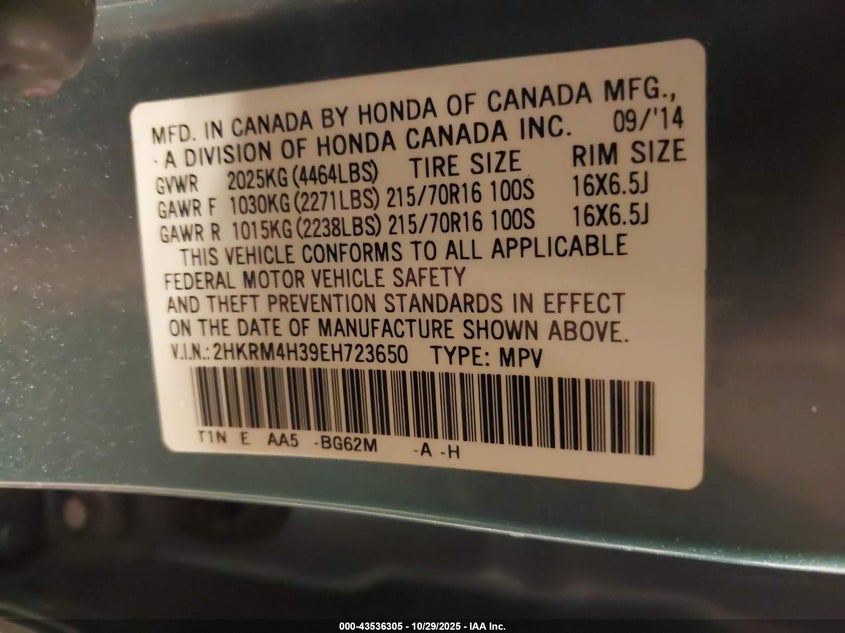 MFD. IN CANADA BY HONDA OF CANADA MFG.,
A DIVISION OF HONDA CANADA INC. 09/'14
GVWR 2025KG (4464LBS) TIRE SIZE RIM SIZE
GAWR F 1030KG (2271LBS) 215/70R16 100S 16X6.5J
GAWR R 1015KG (2238LBS) 215/70R16 100S 16X6.5J
THIS VEHICLE CONFORMS TO ALL APPLICABLE
FEDERAL MOTOR VEHICLE SAFETY
AND THEFT PREVENTION STANDARDS IN EFFECT
ON THE DATE OF MANUFACTURE SHOWN ABOVE.
V.I.N.: 2HKRM4H39EH723650 TYPE: MPV
T1N E AA5 -BG62M -A -H
000-43536305 - 10/29/2025 - IAA Inc.